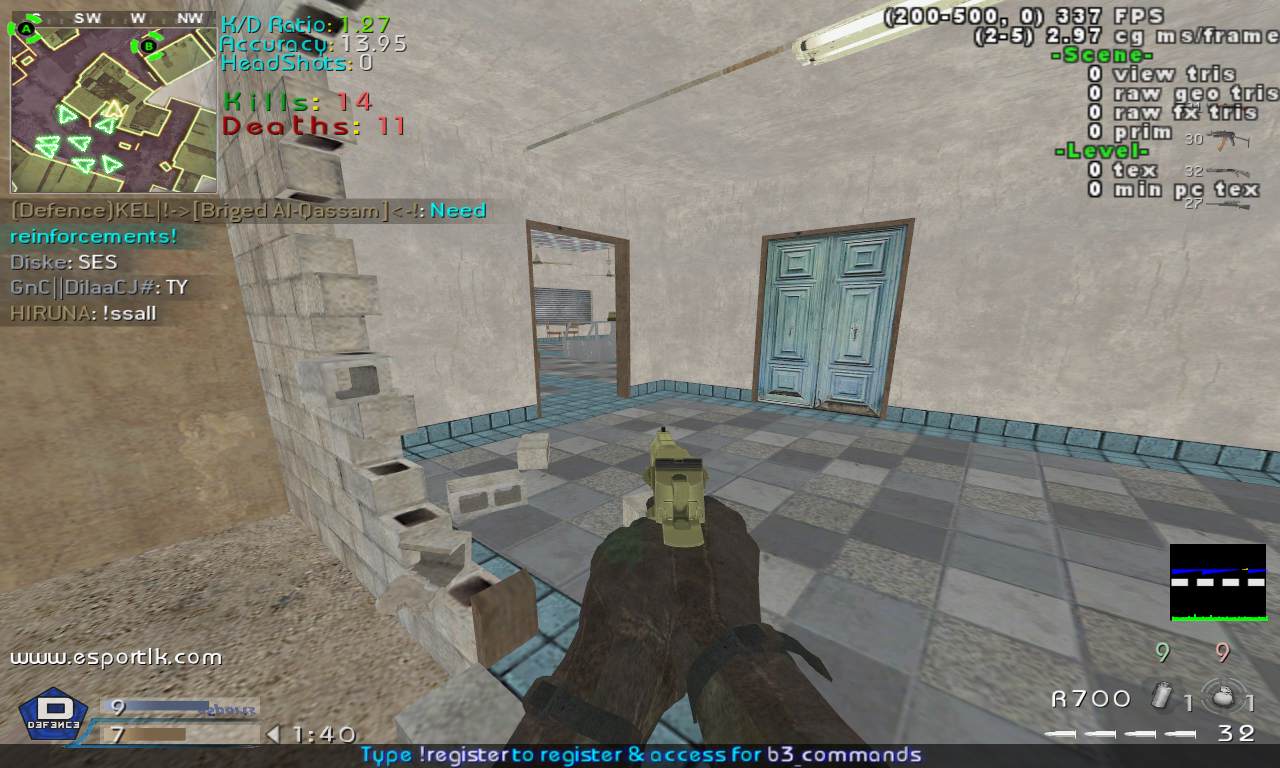 S SW W NW
A
B
K/D Ratio: 1.27
Accuracy: 13.95
HeadShots: 0
Kills: 14
Deaths: 11
(200-500, 0) 337 FPS
(2-5) 2.97 cg ms/frame
-Scene-
0 view tris
0 raw geo tris
0 raw fx tris
0 prim
30
-Level-
0 tex
32
0 min pc tex
27
(Defence)KEL|!->[Briged Al-Qassam]<-!: Need
reinforcements!
Diske: SES
GnC||DilaaCJ#: TY
HIRUNA: !ssall
www.esportlk.com
D3F3NC3
9
7
1:40
9 9
R700 1 1
32
Type !register to register & access for b3_commands